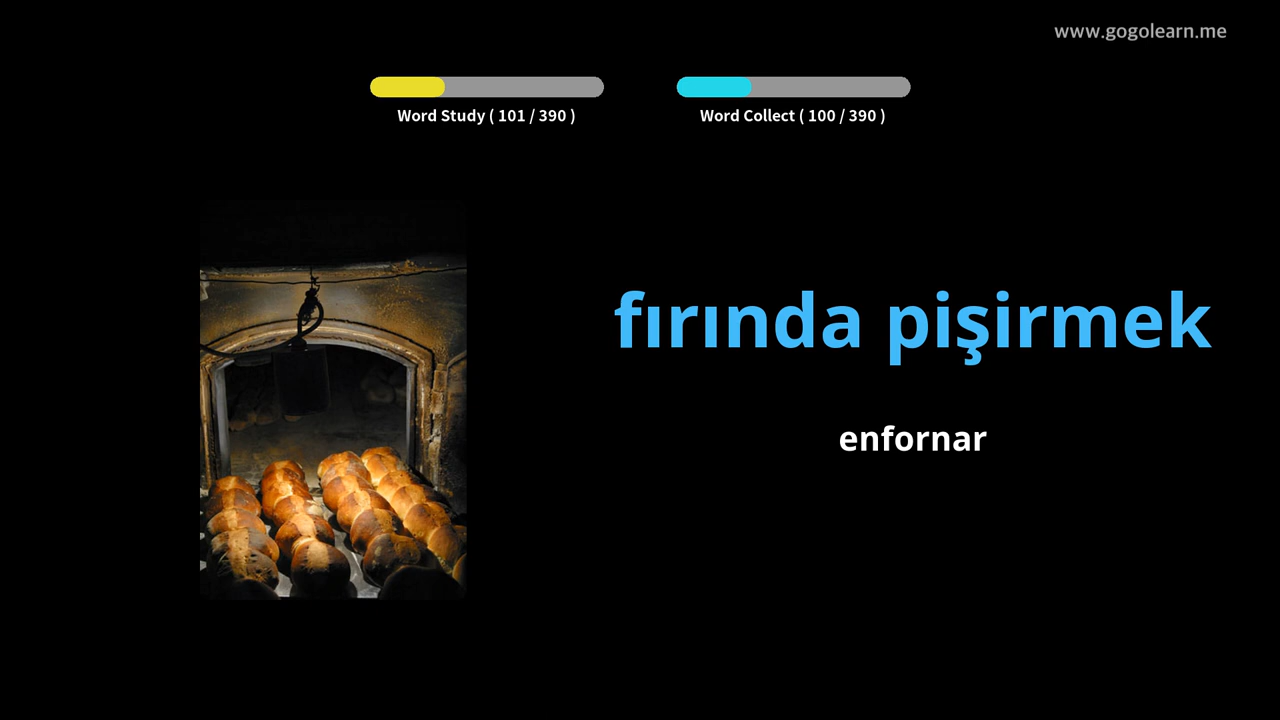 www.gogolearn.me
Word Study ( 101 / 390 )
Word Collect ( 100 / 390 )
fırında pişirmek
enfornar